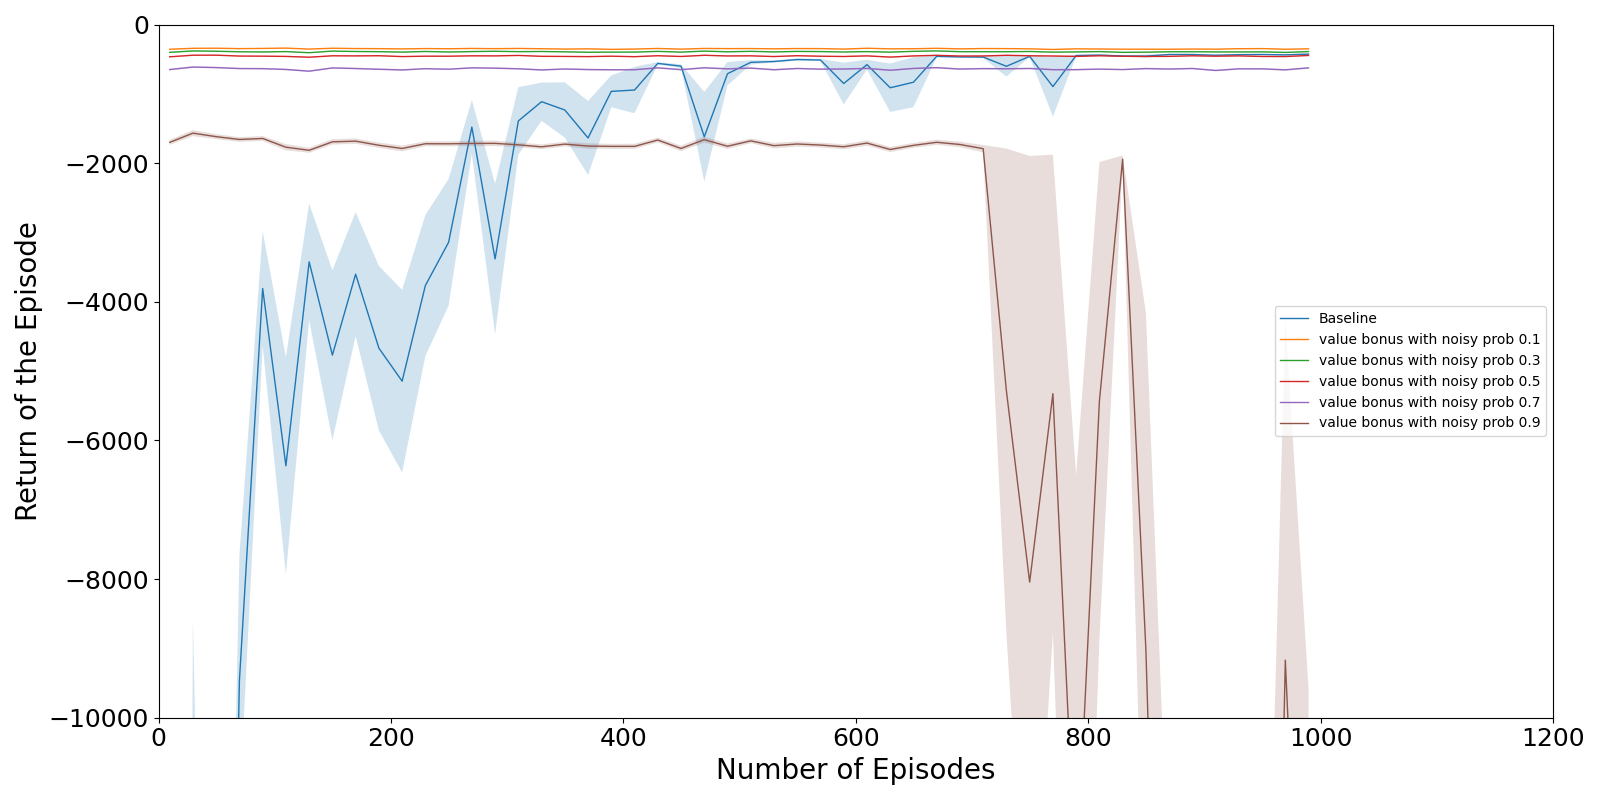 0
−2000
−4000
−6000
−8000
−10000
Return of the Episode
0
200
400
600
800
1000
1200
Number of Episodes
Baseline
value bonus with noisy prob 0.1
value bonus with noisy prob 0.3
value bonus with noisy prob 0.5
value bonus with noisy prob 0.7
value bonus with noisy prob 0.9